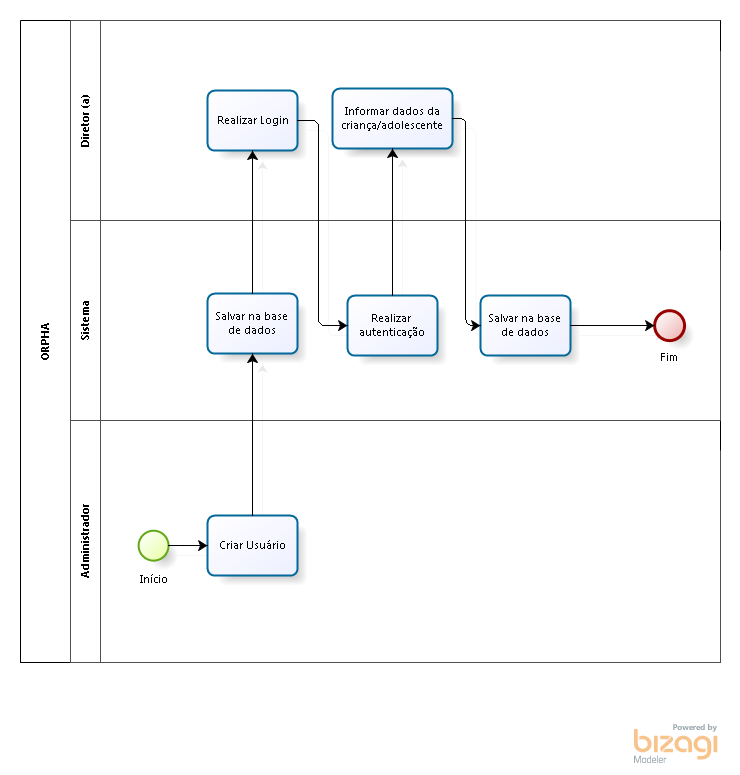 ORPHA
Diretor (a)
Realizar Login
Informar dados da
criança/adolescente
Sistema
Salvar na base
de dados
Realizar
autenticação
Salvar na base
de dados
Fim
Administrador
Início
Criar Usuário
Powered by
bizagi
Modeler